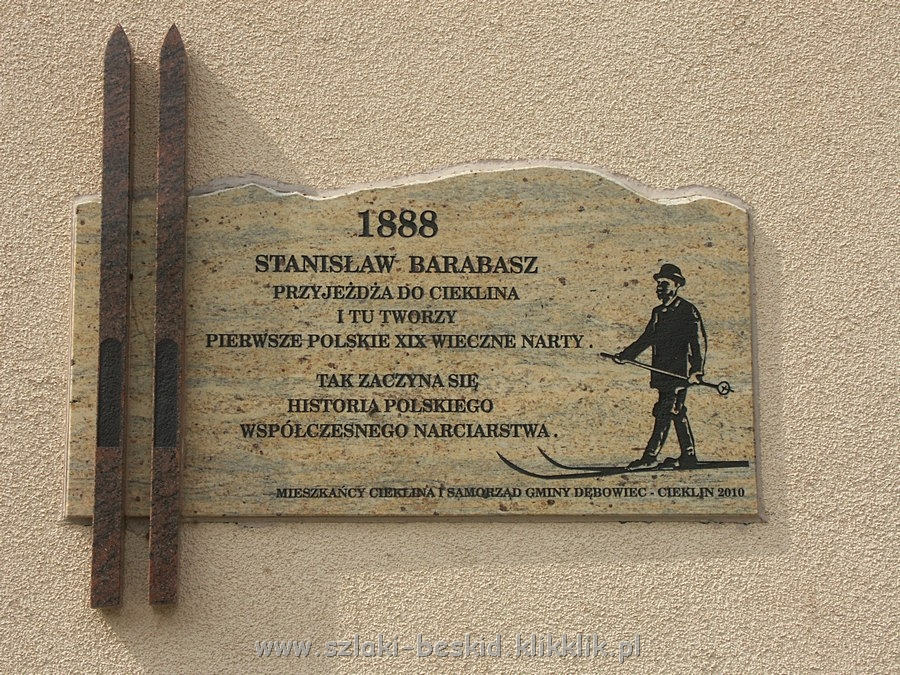 1888
STANISŁAW BARABASZ
PRZYJEŻDŻA DO CIEKLINA
I TU TWORZY
PIERWSZE POLSKIE XIX WIECZNE NARTY .
TAK ZACZYNA SIĘ
HISTORIA POLSKIEGO
WSPÓŁCZESNEGO NARCIARSTWA .
MIESZKAŃCY CIEKLINA I SAMORZĄD GMINY DĘBOWIEC - CIEKLIN 2010
www.szlaki-beskid.klikklik.pl